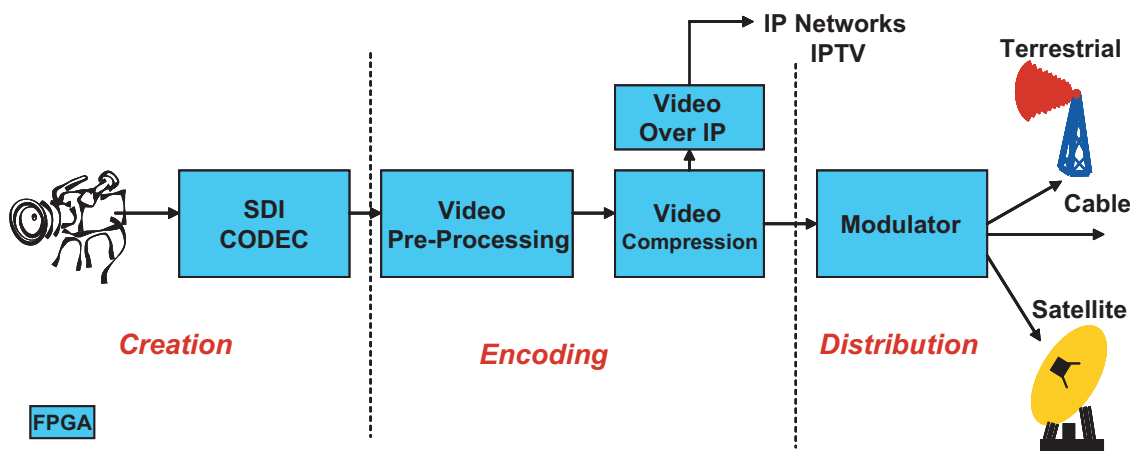 IP Networks
IPTV
Terrestrial
Video
Over IP
SDI
CODEC
Video
Pre-Processing
Video
Compression
Modulator
Cable
Satellite
Creation
Encoding
Distribution
FPGA